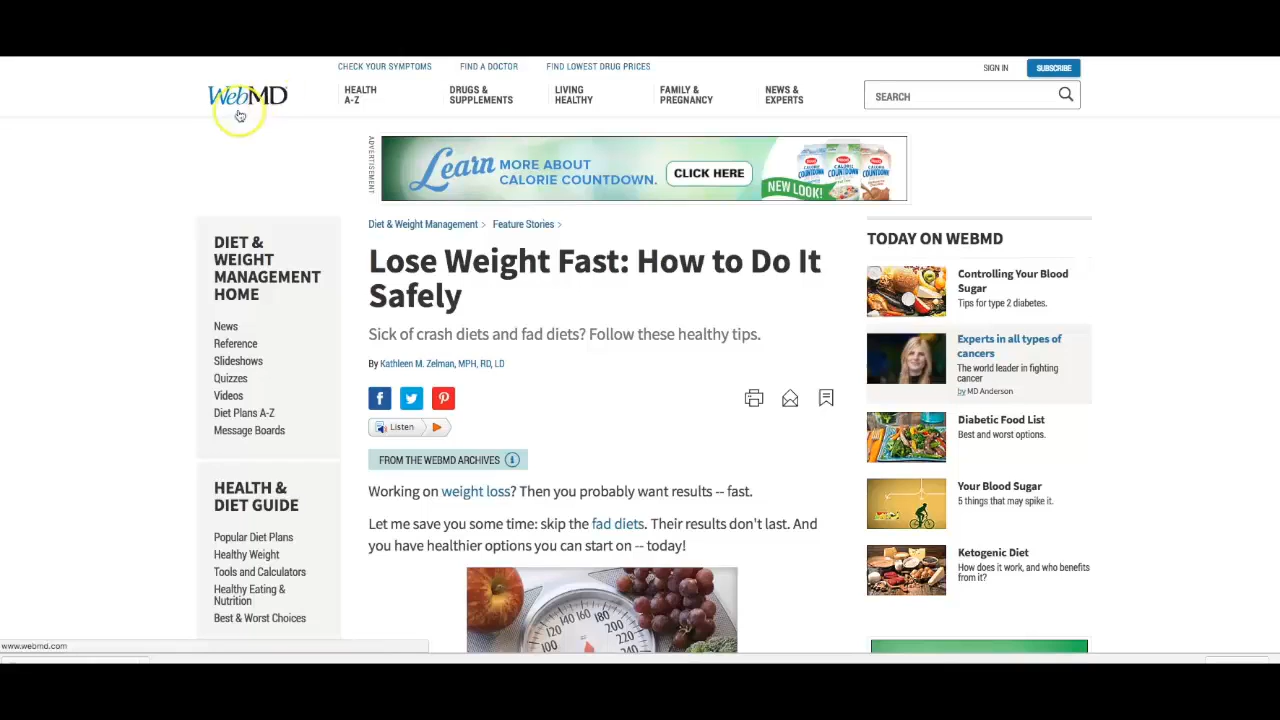 CHECK YOUR SYMPTOMS FIND A DOCTOR FIND LOWEST DRUG PRICES
SIGN IN SUBSCRIBE
WebMD
HEALTH
A-Z
DRUGS &
SUPPLEMENTS
LIVING
HEALTHY
FAMILY &
PREGNANCY
NEWS &
EXPERTS
SEARCH
ADVERTISEMENT
Learn MORE ABOUT
CALORIE COUNTDOWN.
CLICK HERE
NEW LOOK!
DIET &
WEIGHT
MANAGEMENT
HOME
News
Reference
Slideshows
Quizzes
Videos
Diet Plans A-Z
Message Boards
HEALTH &
DIET GUIDE
Popular Diet Plans
Healthy Weight
Tools and Calculators
Healthy Eating &
Nutrition
Best & Worst Choices
Diet & Weight Management > Feature Stories >
Lose Weight Fast: How to Do It
Safely
Sick of crash diets and fad diets? Follow these healthy tips.
By Kathleen M. Zelman, MPH, RD, LD
Listen
FROM THE WEBMD ARCHIVES
Working on weight loss? Then you probably want results -- fast.
Let me save you some time: skip the fad diets. Their results don't last. And
you have healthier options you can start on -- today!
100 120 140 160 180 200 220 240
TODAY ON WEBMD
Controlling Your Blood
Sugar
Tips for type 2 diabetes.
Experts in all types of
cancers
The world leader in fighting
cancer
by MD Anderson
Diabetic Food List
Best and worst options.
Your Blood Sugar
5 things that may spike it.
Ketogenic Diet
How does it work, and who benefits
from it?
www.webmd.com